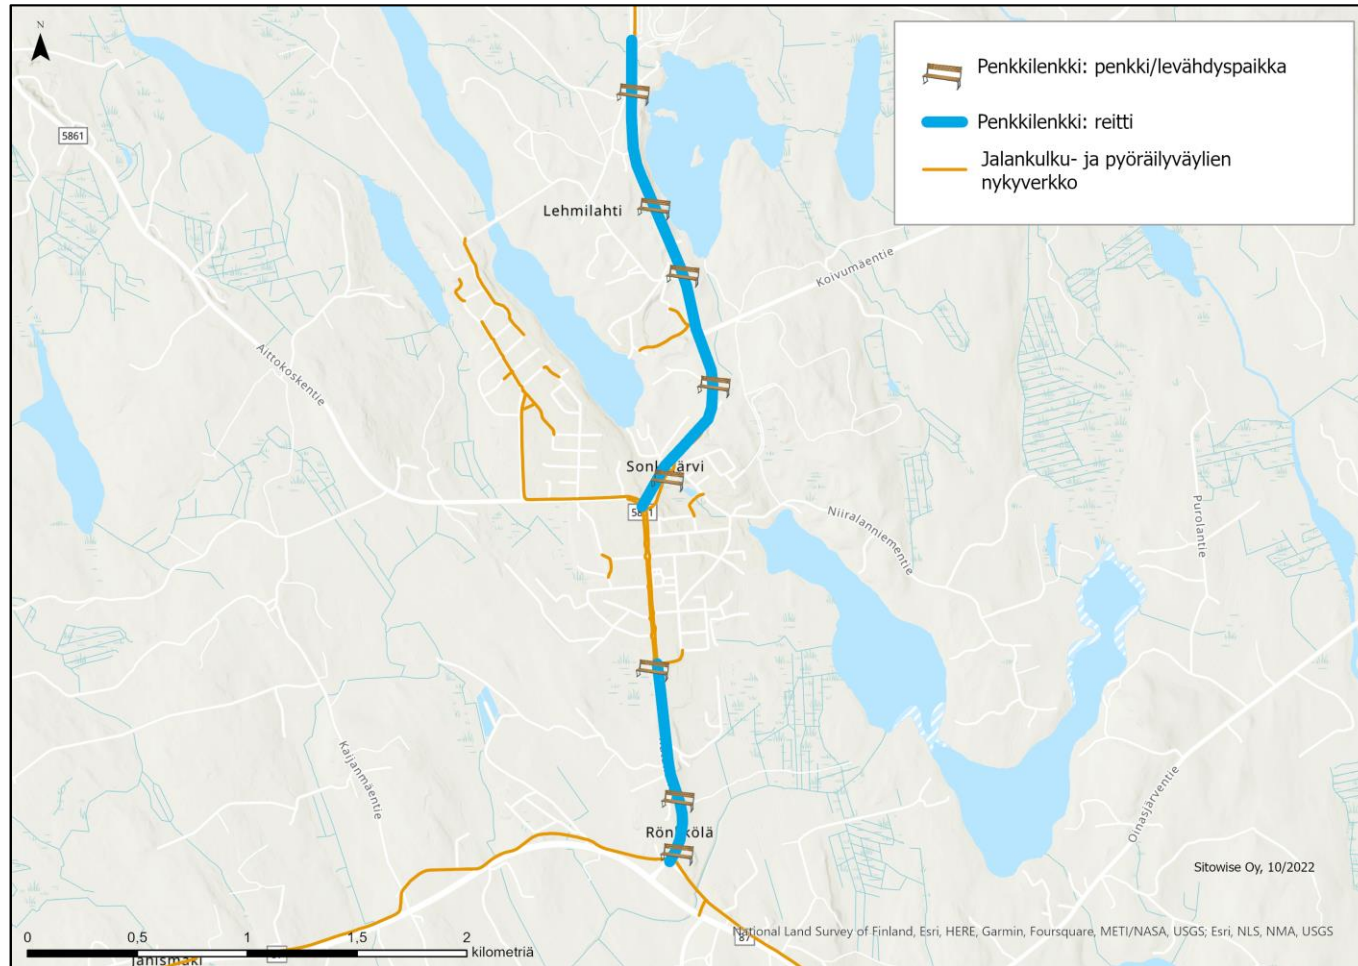 N
Penkkilenkki: penkki/levähdyspaikka
Penkkilenkki: reitti
Jalankulku- ja pyöräilyväylien
nykyverkko
5861
Lehmilahti
Koivumäentie
Aittokoskentie
Niiralanniementie
Purolantie
Kaijanmäentie
Oinasjärventie
Sitowise Oy, 10/2022
0 0,5 1 1,5 2
kilometriä
87
National Land Survey of Finland, Esri, HERE, Garmin, Foursquare, METI/NASA, USGS; Esri, NLS, NMA, USGS